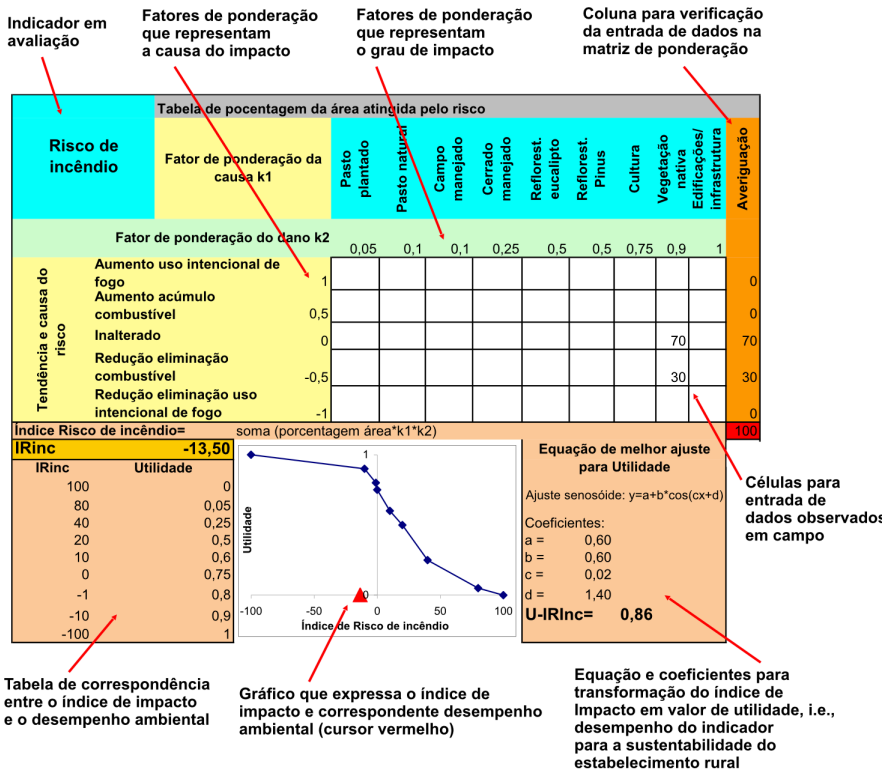 Indicador em
avaliação
Fatores de ponderação
que representam
a causa do impacto
Fatores de ponderação
que representam
o grau de impacto
Coluna para verificação
da entrada de dados na
matriz de ponderação
Tabela de pocentagem da área atingida pelo risco
Risco de
incêndio
Fator de ponderação da
causa k1
Pasto
plantado
Pasto natural
Campo
manejado
Cerrado
manejado
Reflorest.
eucalipto
Reflorest.
Pinus
Cultura
Vegetação
nativa
Edificações/
infrastrutura
Averiguação
Fator de ponderação do dano k2
0,05 0,1 0,1 0,25 0,5 0,5 0,75 0,9 1
Tendência e causa do
risco
Aumento uso intencional de
fogo 1 0
Aumento acúmulo
combustível 0,5 0
Inalterado 0 70 70
Redução eliminação
combustível -0,5 30 30
Redução eliminação uso
intencional de fogo -1 0
Índice Risco de incêndio= soma (porcentagem área*k1*k2) 100
IRinc -13,50
IRinc Utilidade
100 0
80 0,05
40 0,25
20 0,5
10 0,6
0 0,75
-1 0,8
-10 0,9
-100 1
Utilidade
1
0
-100 -50 0 50 100
Índice de Risco de incêndio
Equação de melhor ajuste
para Utilidade
Ajuste senosóide: y=a+b*cos(cx+d)
Coeficientes:
a = 0,60
b = 0,60
c = 0,02
d = 1,40
U-IRInc= 0,86
Células para
entrada de
dados observados
em campo
Tabela de correspondência
entre o índice de impacto
e o desempenho ambiental
Gráfico que expressa o índice de
impacto e correspondente desempenho
ambiental (cursor vermelho)
Equação e coeficientes para
transformação do índice de
Impacto em valor de utilidade, i.e.,
desempenho do indicador
para a sustentabilidade do
estabelecimento rural